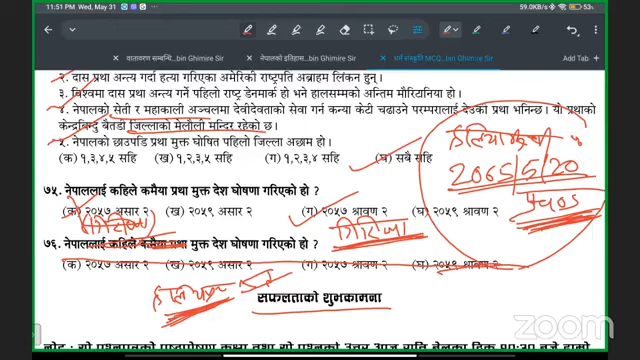 11:51 PM, Wed, May 31
59.0KB/s
53%
वातावरण सम्बन्धि...bin Ghimire Sir
नेपालको इतिहास...bin Ghimire Sir
सर्म संस्कृति MCQ...bin Ghimire Sir
Add Tab
२. दास प्रथा अन्त्य गर्दा हत्या गरिएका अमेरिकी राष्ट्रपति अब्राहम लिंकन हुन्।
३. विश्वमा दास प्रथा अन्त्य गर्ने पहिलो राष्ट्र डेनमार्क हो भने हालसम्मको अन्तिम मौरिटानिया हो।
४. नेपालको सेती र महाकाली अञ्चलमा देवीदेवताको सेवा गर्न कन्या केटी चढाउने परम्परालाई देउकी प्रथा भनिन्छ। यो प्रथाको
केन्द्रबिन्दु बैतडी जिल्लाको मेलौली मन्दिर रहेको छ।
५. नेपालको छाउपडि प्रथा मुक्त घोषित पहिलो जिल्ला अछाम हो।
(क) १,३,४,५ सहि (ख) १,२,३,५ सहि (ग) १,२,३,४ सहि (घ) सबै सहि
2065/5/20
७५. नेपाललाई कहिले कमैया प्रथा मुक्त देश घोषणा गरिएको हो ?
(क) २०५७ असार २ (ख) २०५९ असार २ (ग) २०५७ श्रावण २ (घ) २०५९ श्रावण २
७६. नेपाललाई कहिले कमैया प्रथा मुक्त देश घोषणा गरिएको हो ?
(क) २०५७ असार २ (ख) २०५९ असार २ (ग) २०५७ श्रावण २ (घ) २०५९ श्रावण २
सफलताको शुभकामना
zoom